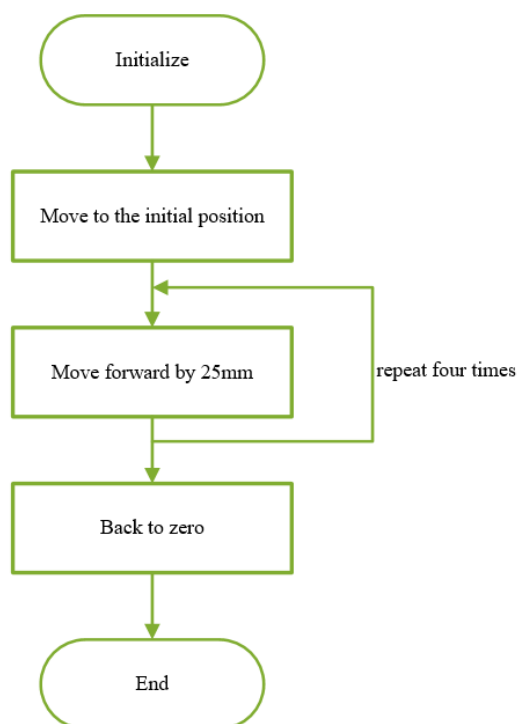 Initialize
Move to the initial position
Move forward by 25mm
repeat four times
Back to zero
End